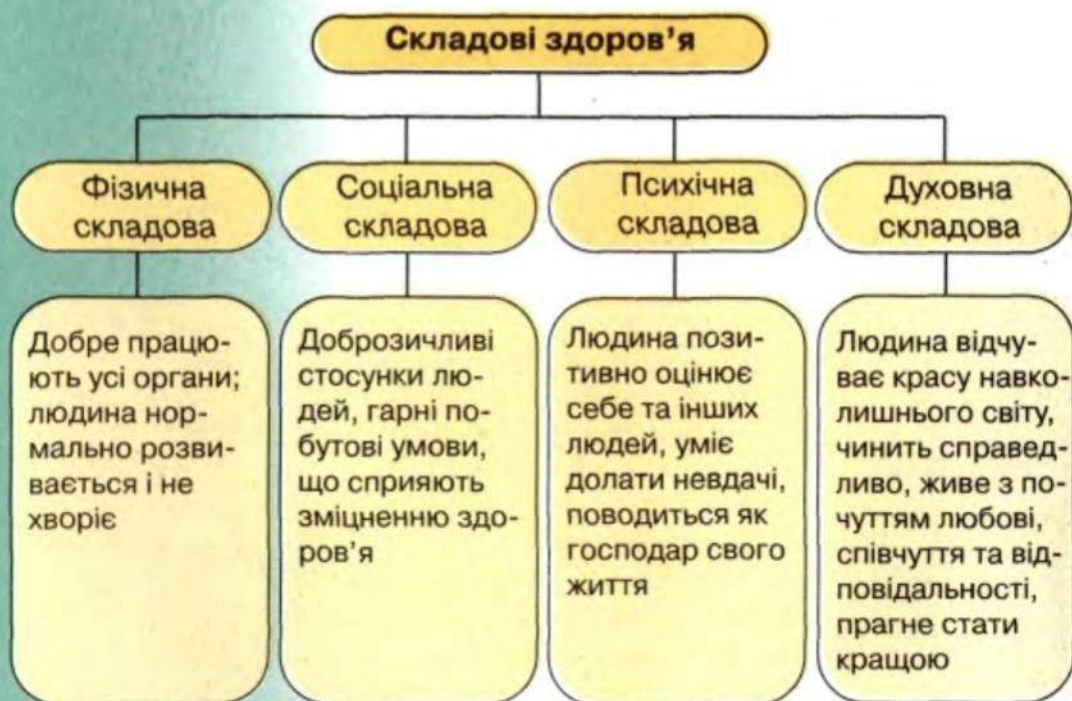 Складові здоров’я
Фізична
складова
Соціальна
складова
Психічна
складова
Духовна
складова
Добре працю-
ють усі органи;
людина нор-
мально розви-
вається і не
хворіє
Доброзичливі
стосунки лю-
дей, гарні по-
бутові умови,
що сприяють
зміцненню здо-
ров’я
Людина пози-
тивно оцінює
себе та інших
людей, уміє
долати невдачі,
поводиться як
господар свого
життя
Людина відчу-
ває красу навко-
лишнього світу,
чинить справед-
ливо, живе з по-
чуттям любові,
співчуття та від-
повідальності,
прагне стати
кращою